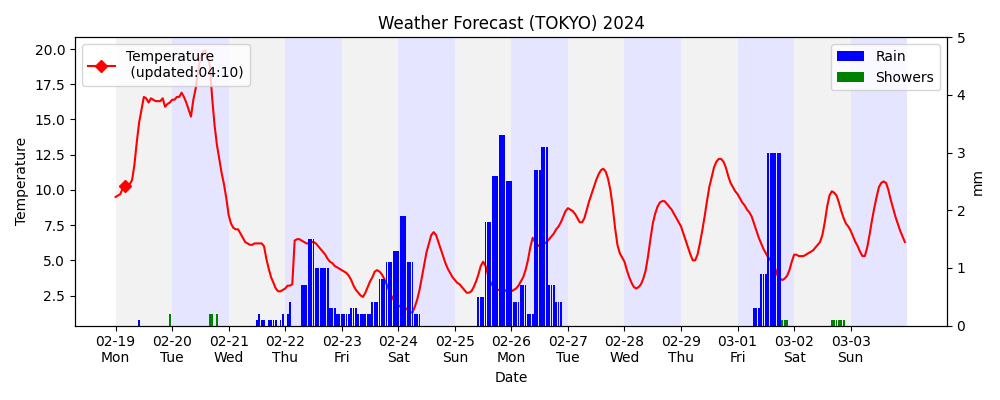 Weather Forecast (TOKYO) 2024
Temperature
(updated:04:10)
Rain
Showers
20.0
17.5
15.0
12.5
10.0
7.5
5.0
2.5
Temperature
5
4
3
2
1
0
mm
02-19 02-20 02-21 02-22 02-23 02-24 02-25 02-26 02-27 02-28 02-29 03-01 03-02 03-03
Mon Tue Wed Thu Fri Sat Sun Mon Tue Wed Thu Fri Sat Sun
Date